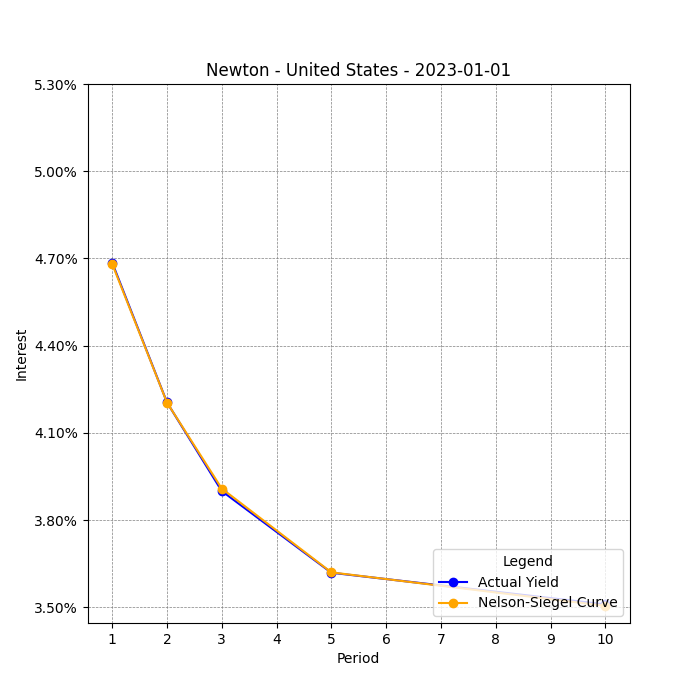 Newton - United States - 2023-01-01
5.30%
5.00%
4.70%
4.40%
4.10%
3.80%
3.50%
Interest
1 2 3 4 5 6 7 8 9 10
Period
Legend
Actual Yield
Nelson-Siegel Curve